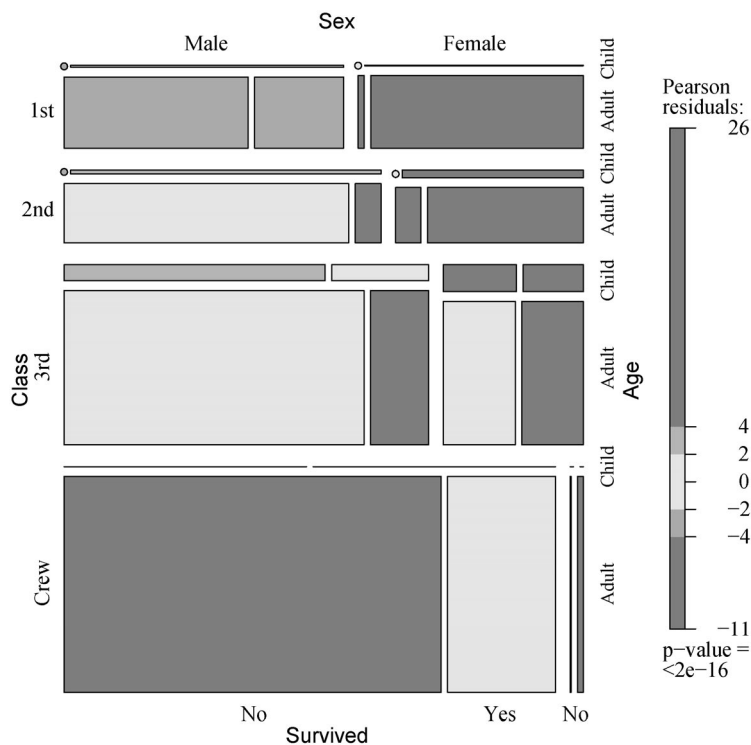 Sex
Male Female
Child
1st
Adult
Child
2nd
Adult
Child
3rd
Adult
Child
Crew
Adult
Class
Age
No Yes No
Survived
Pearson
residuals:
26
4
2
0
−2
−4
−11
p−value =
<2e−16